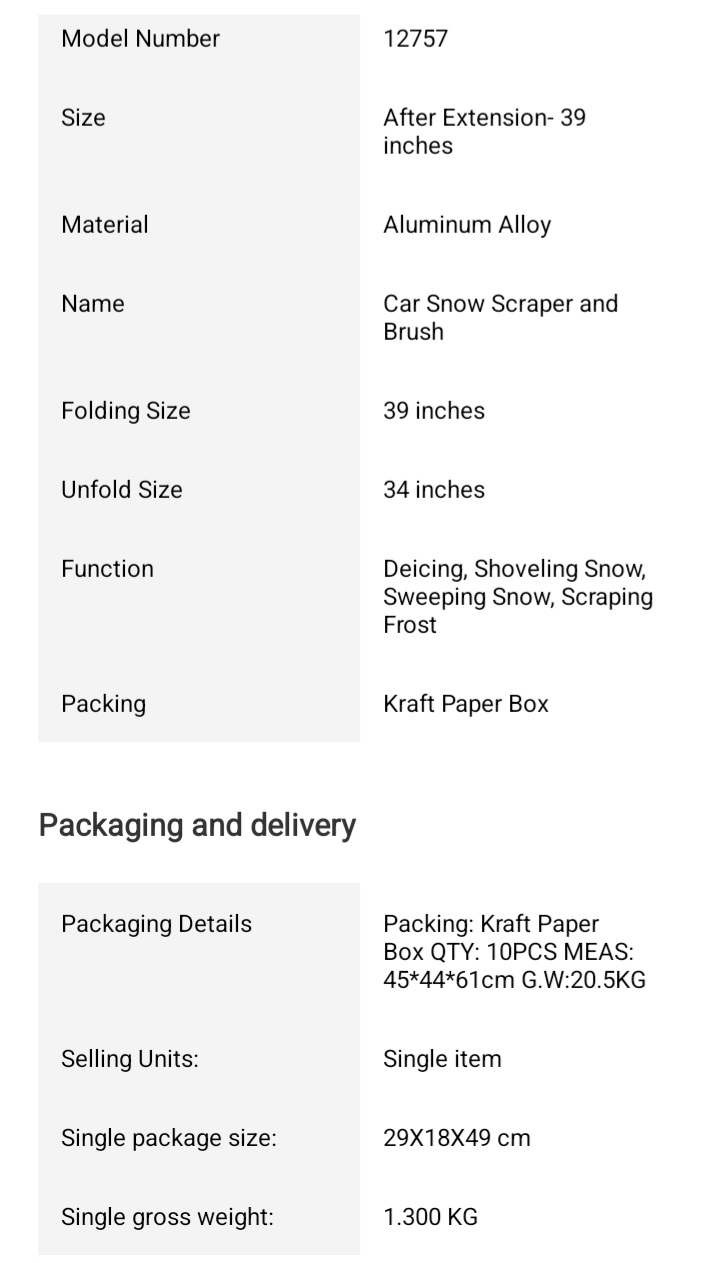 Model Number 12757
Size After Extension- 39
inches
Material Aluminum Alloy
Name Car Snow Scraper and
Brush
Folding Size 39 inches
Unfold Size 34 inches
Function Deicing, Shoveling Snow,
Sweeping Snow, Scraping
Frost
Packing Kraft Paper Box
Packaging and delivery
Packaging Details Packing: Kraft Paper
Box QTY: 10PCS MEAS:
45*44*61cm G.W:20.5KG
Selling Units: Single item
Single package size: 29X18X49 cm
Single gross weight: 1.300 KG